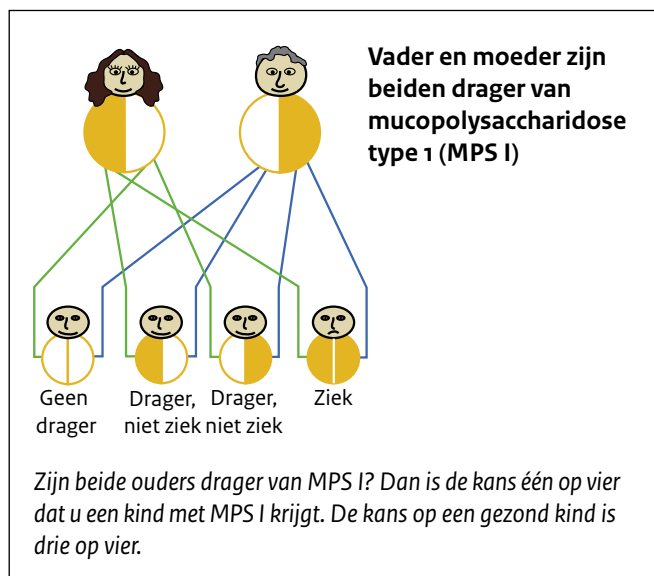 Vader en moeder zijn
beiden drager van
mucopolysaccharidose
type 1 (MPS I)
Geen
drager
Drager,
niet ziek
Drager,
niet ziek
Ziek
Zijn beide ouders drager van MPS I? Dan is de kans één op vier
dat u een kind met MPS I krijgt. De kans op een gezond kind is
drie op vier.